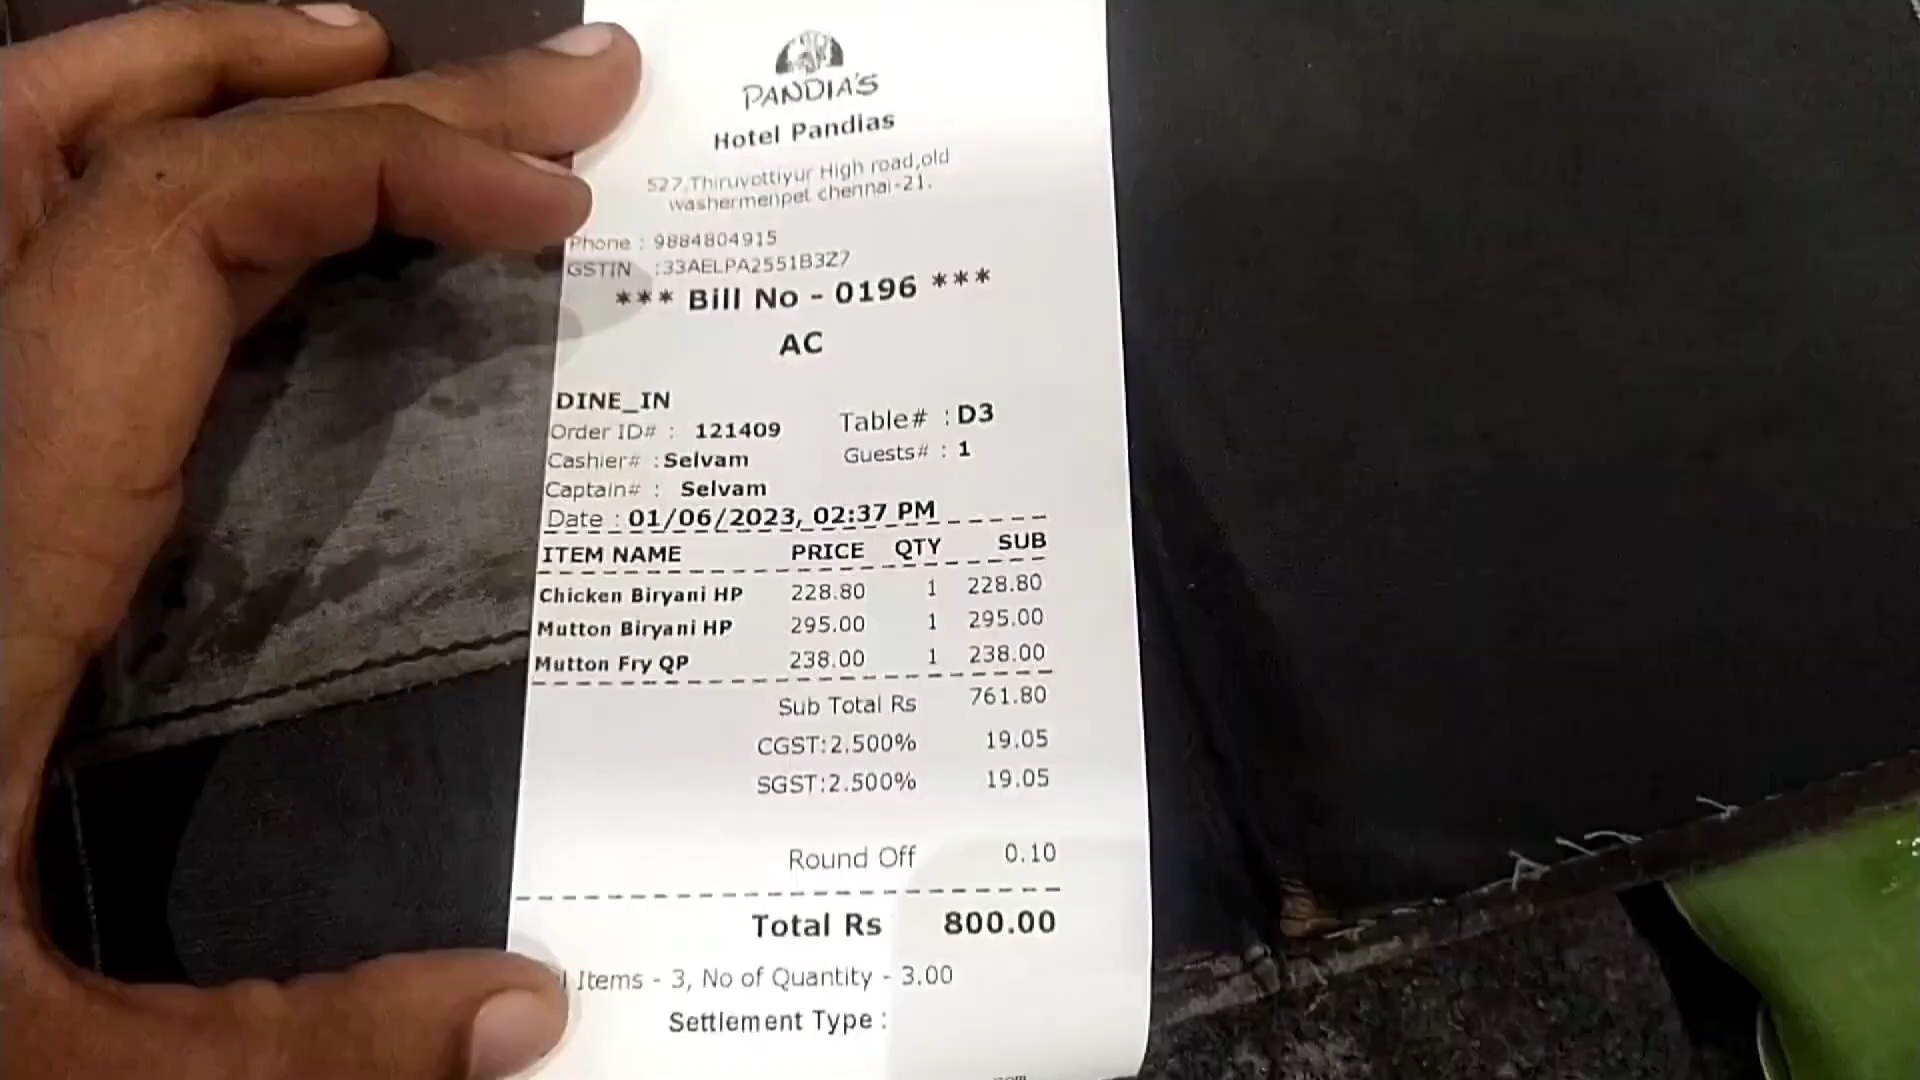 PANDIA'S
Hotel Pandias
527,Thiruvottiyur High road,old
washermenpet chennai-21.
Phone : 9884804915
GSTIN :33AELPA2551B3Z7
*** Bill No - 0196 ***
AC
DINE_IN
Order ID# : 121409 Table# : D3
Cashier# : Selvam Guests# : 1
Captain# : Selvam
Date : 01/06/2023, 02:37 PM
ITEM NAME PRICE QTY SUB
Chicken Biryani HP 228.80 1 228.80
Mutton Biryani HP 295.00 1 295.00
Mutton Fry QP 238.00 1 238.00
Sub Total Rs 761.80
CGST:2.500% 19.05
SGST:2.500% 19.05
Round Off 0.10
Total Rs 800.00
Items - 3, No of Quantity - 3.00
Settlement Type :